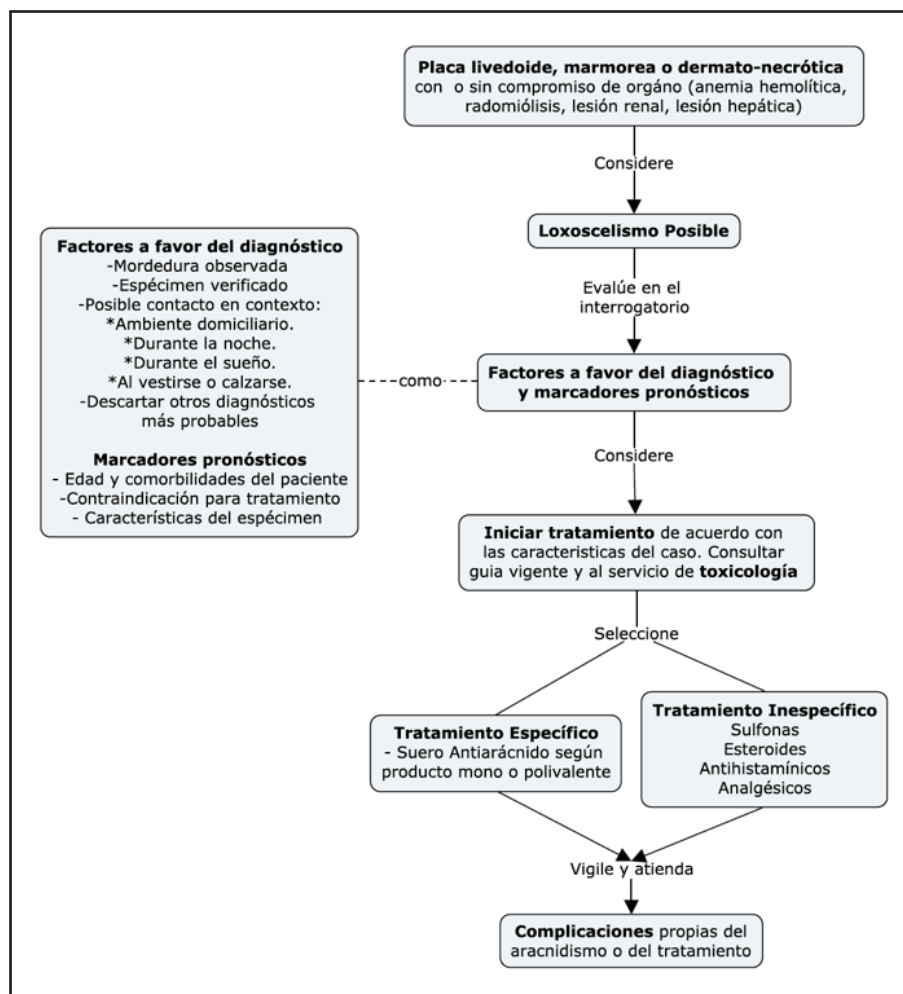 Placa livedoide, marmorea o dermato-necrótica
con o sin compromiso de orgáno (anemia hemolítica,
radomiólisis, lesión renal, lesión hepática)
Considere
Loxoscelismo Posible
Evalúe en el
interrogatorio
Factores a favor del diagnóstico
-Mordedura observada
-Espécimen verificado
-Posible contacto en contexto:
*Ambiente domiciliario.
*Durante la noche.
*Durante el sueño.
*Al vestirse o calzarse.
-Descartar otros diagnósticos
más probables
Marcadores pronósticos
- Edad y comorbilidades del paciente
-Contraindicación para tratamiento
- Características del espécimen
como
Factores a favor del diagnóstico
y marcadores pronósticos
Considere
Iniciar tratamiento de acuerdo con
las caracteristicas del caso. Consultar
guia vigente y al servicio de toxicología
Seleccione
Tratamiento Específico
- Suero Antiarácnido según
producto mono o polivalente
Tratamiento Inespecífico
Sulfonas
Esteroides
Antihistamínicos
Analgésicos
Vigile y atienda
Complicaciones propias del
aracnidismo o del tratamiento